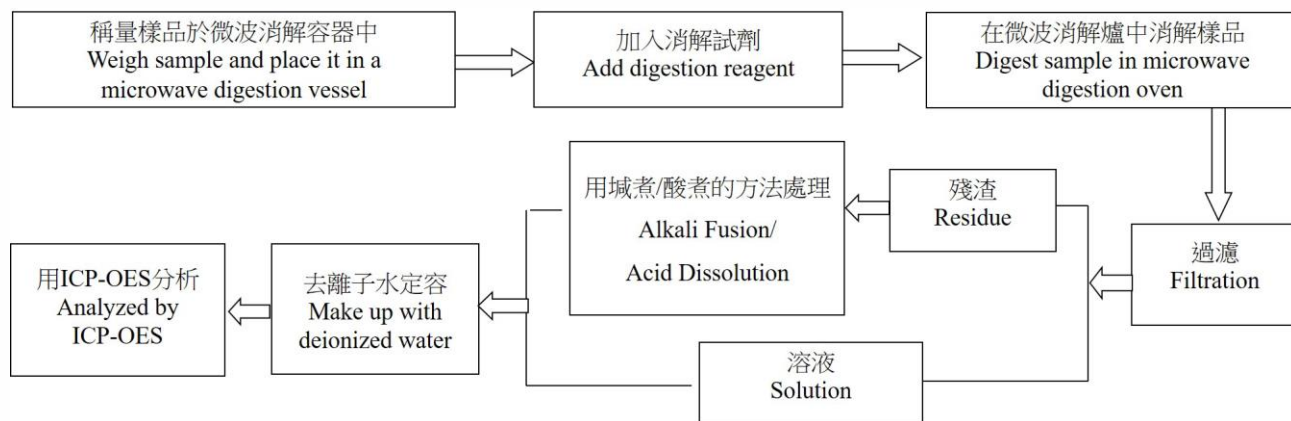 稱量樣品於微波消解容器中
Weigh sample and place it in a
microwave digestion vessel
加入消解試劑
Add digestion reagent
在微波消解爐中消解樣品
Digest sample in microwave
digestion oven
過濾
Filtration
殘渣
Residue
用堿煮/酸煮的方法處理
Alkali Fusion/
Acid Dissolution
溶液
Solution
去離子水定容
Make up with
deionized water
用ICP-OES分析
Analyzed by
ICP-OES